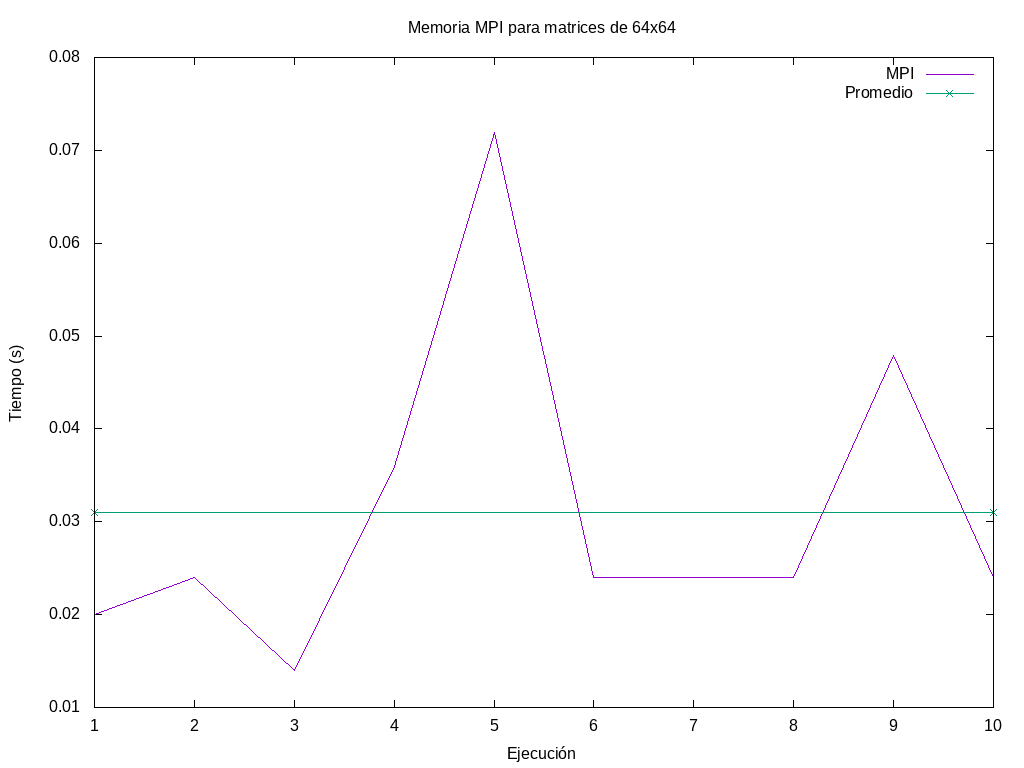 Memoria MPI para matrices de 64x64
0.08
0.07
0.06
0.05
0.04
0.03
0.02
0.01
Tiempo (s)
MPI
Promedio
1 2 3 4 5 6 7 8 9 10
Ejecución